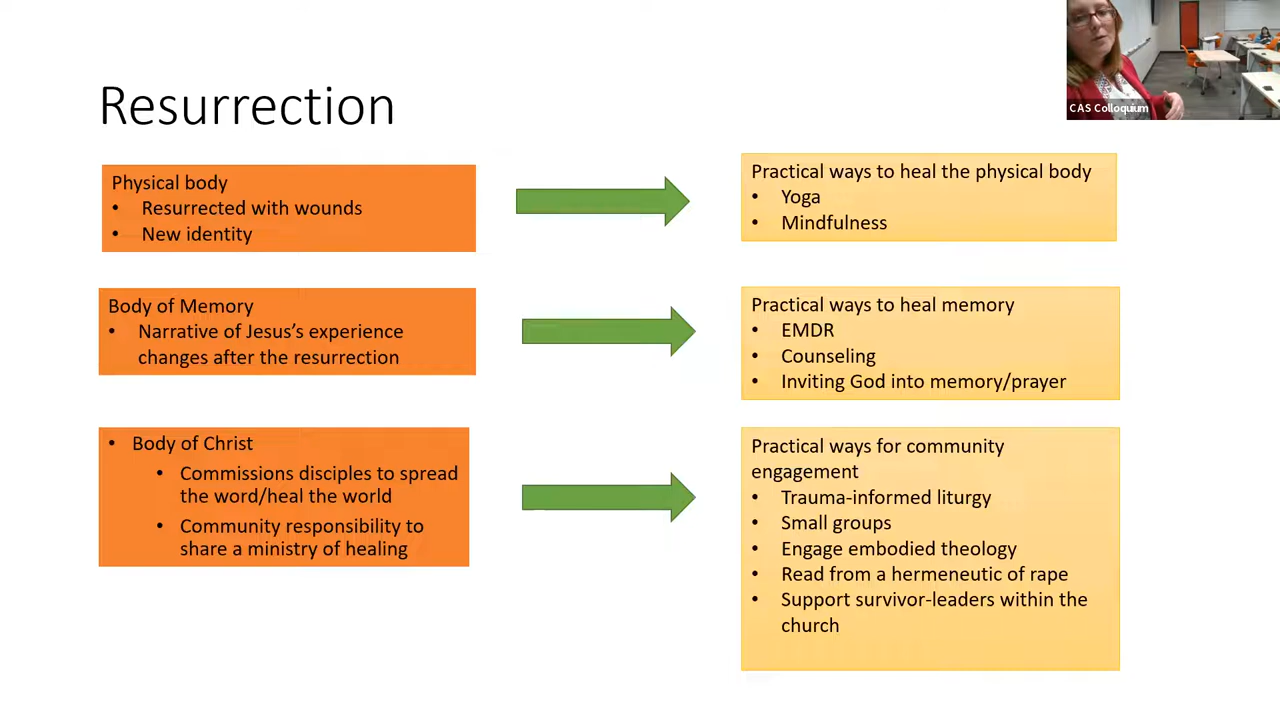 CAS Colloquium
Resurrection
Physical body
• Resurrected with wounds
• New identity
Practical ways to heal the physical body
• Yoga
• Mindfulness
Body of Memory
• Narrative of Jesus's experience
changes after the resurrection
Practical ways to heal memory
• EMDR
• Counseling
• Inviting God into memory/prayer
• Body of Christ
• Commissions disciples to spread
the word/heal the world
• Community responsibility to
share a ministry of healing
Practical ways for community
engagement
• Trauma-informed liturgy
• Small groups
• Engage embodied theology
• Read from a hermeneutic of rape
• Support survivor-leaders within the
church